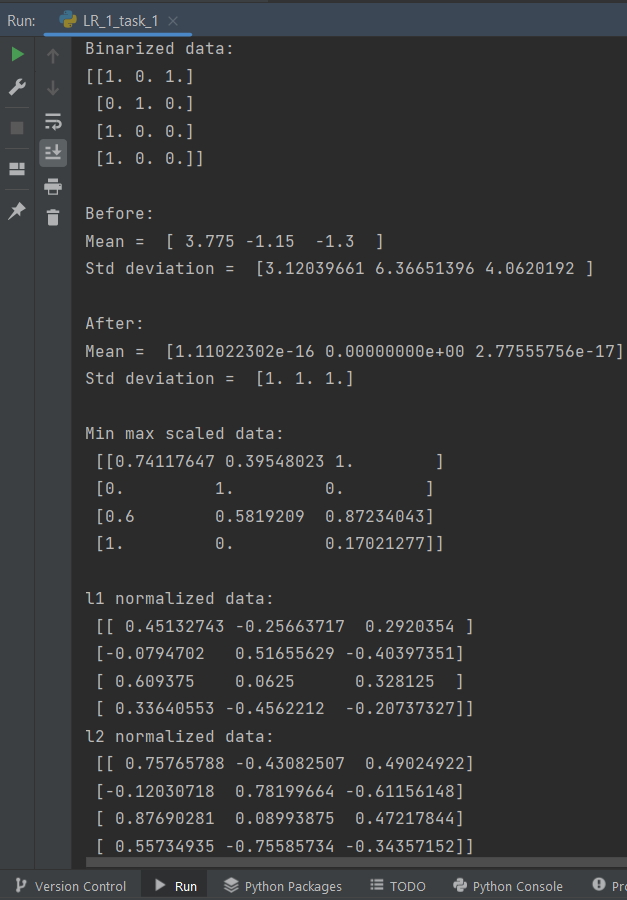 Run: LR_1_task_1
Binarized data:
[[1. 0. 1.]
 [0. 1. 0.]
 [1. 0. 0.]
 [1. 0. 0.]]
Before:
Mean =  [ 3.775 -1.15  -1.3  ]
Std deviation =  [3.12039661 6.36651396 4.0620192 ]
After:
Mean =  [1.11022302e-16 0.00000000e+00 2.77555756e-17]
Std deviation =  [1. 1. 1.]
Min max scaled data:
 [[0.74117647 0.39548023 1.        ]
 [0.         1.         0.        ]
 [0.6        0.5819209  0.87234043]
 [1.         0.         0.17021277]]
l1 normalized data:
 [[ 0.45132743 -0.25663717  0.2920354 ]
 [-0.0794702   0.51655629 -0.40397351]
 [ 0.609375    0.0625      0.328125  ]
 [ 0.33640553 -0.4562212  -0.20737327]]
l2 normalized data:
 [[ 0.75765788 -0.43082507  0.49024922]
 [-0.12030718  0.78199664 -0.61156148]
 [ 0.87690281  0.08993875  0.47217844]
 [ 0.55734935 -0.75585734 -0.34357152]]
Version Control Run Python Packages TODO Python Console